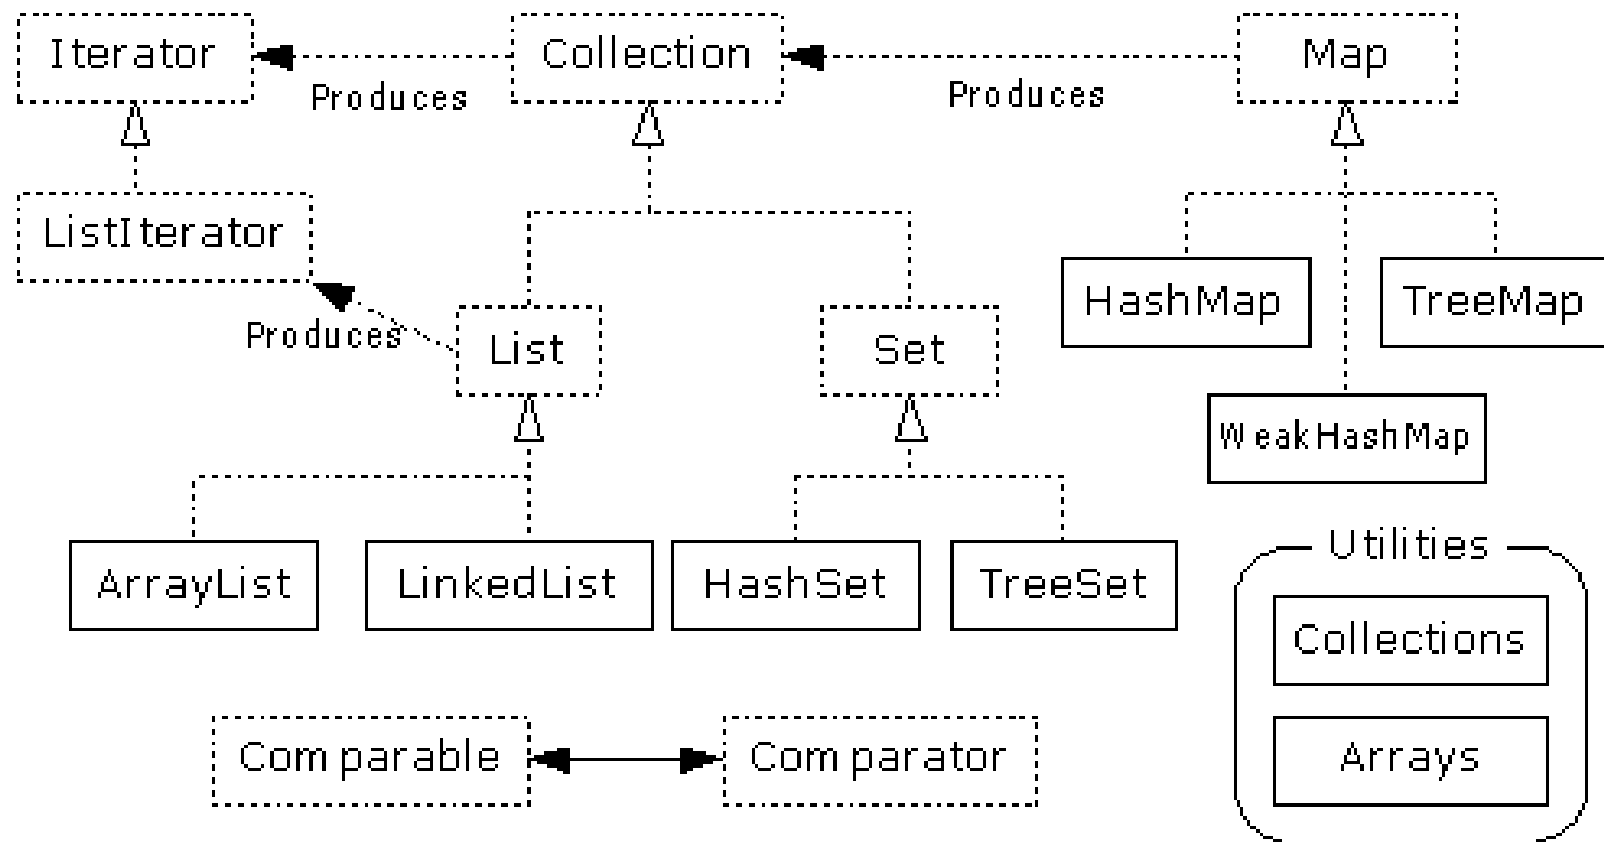 Iterator
Collection
Map
Produces
Produces
ListIterator
HashMap
TreeMap
Produces
List
Set
WeakHashMap
ArrayList
LinkedList
HashSet
TreeSet
Utilities
Collections
Arrays
Comparable
Comparator